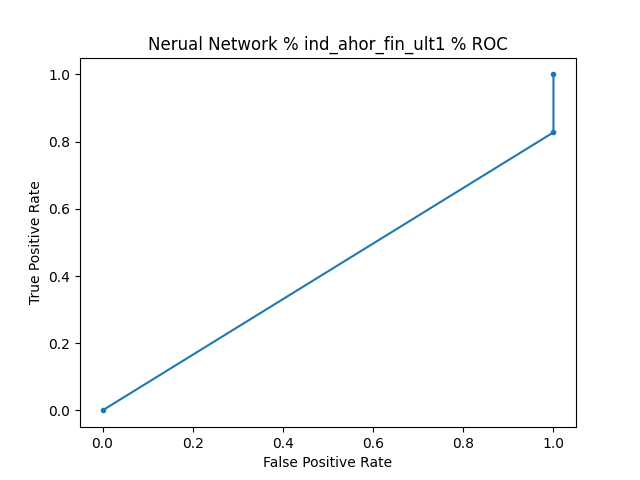 Nerual Network % ind_ahor_fin_ult1 % ROC
1.0
0.8
0.6
0.4
0.2
0.0
True Positive Rate
0.0 0.2 0.4 0.6 0.8 1.0
False Positive Rate